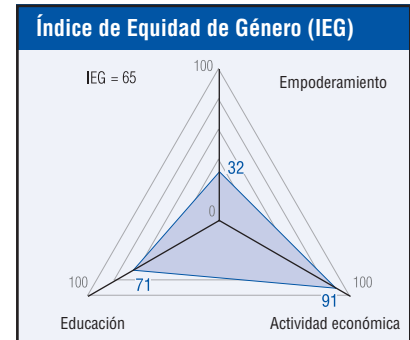 Índice de Equidad de Género (IEG)
IEG = 65
100
Empoderamiento
32
0
100
71
100
91
Educación
Actividad económica